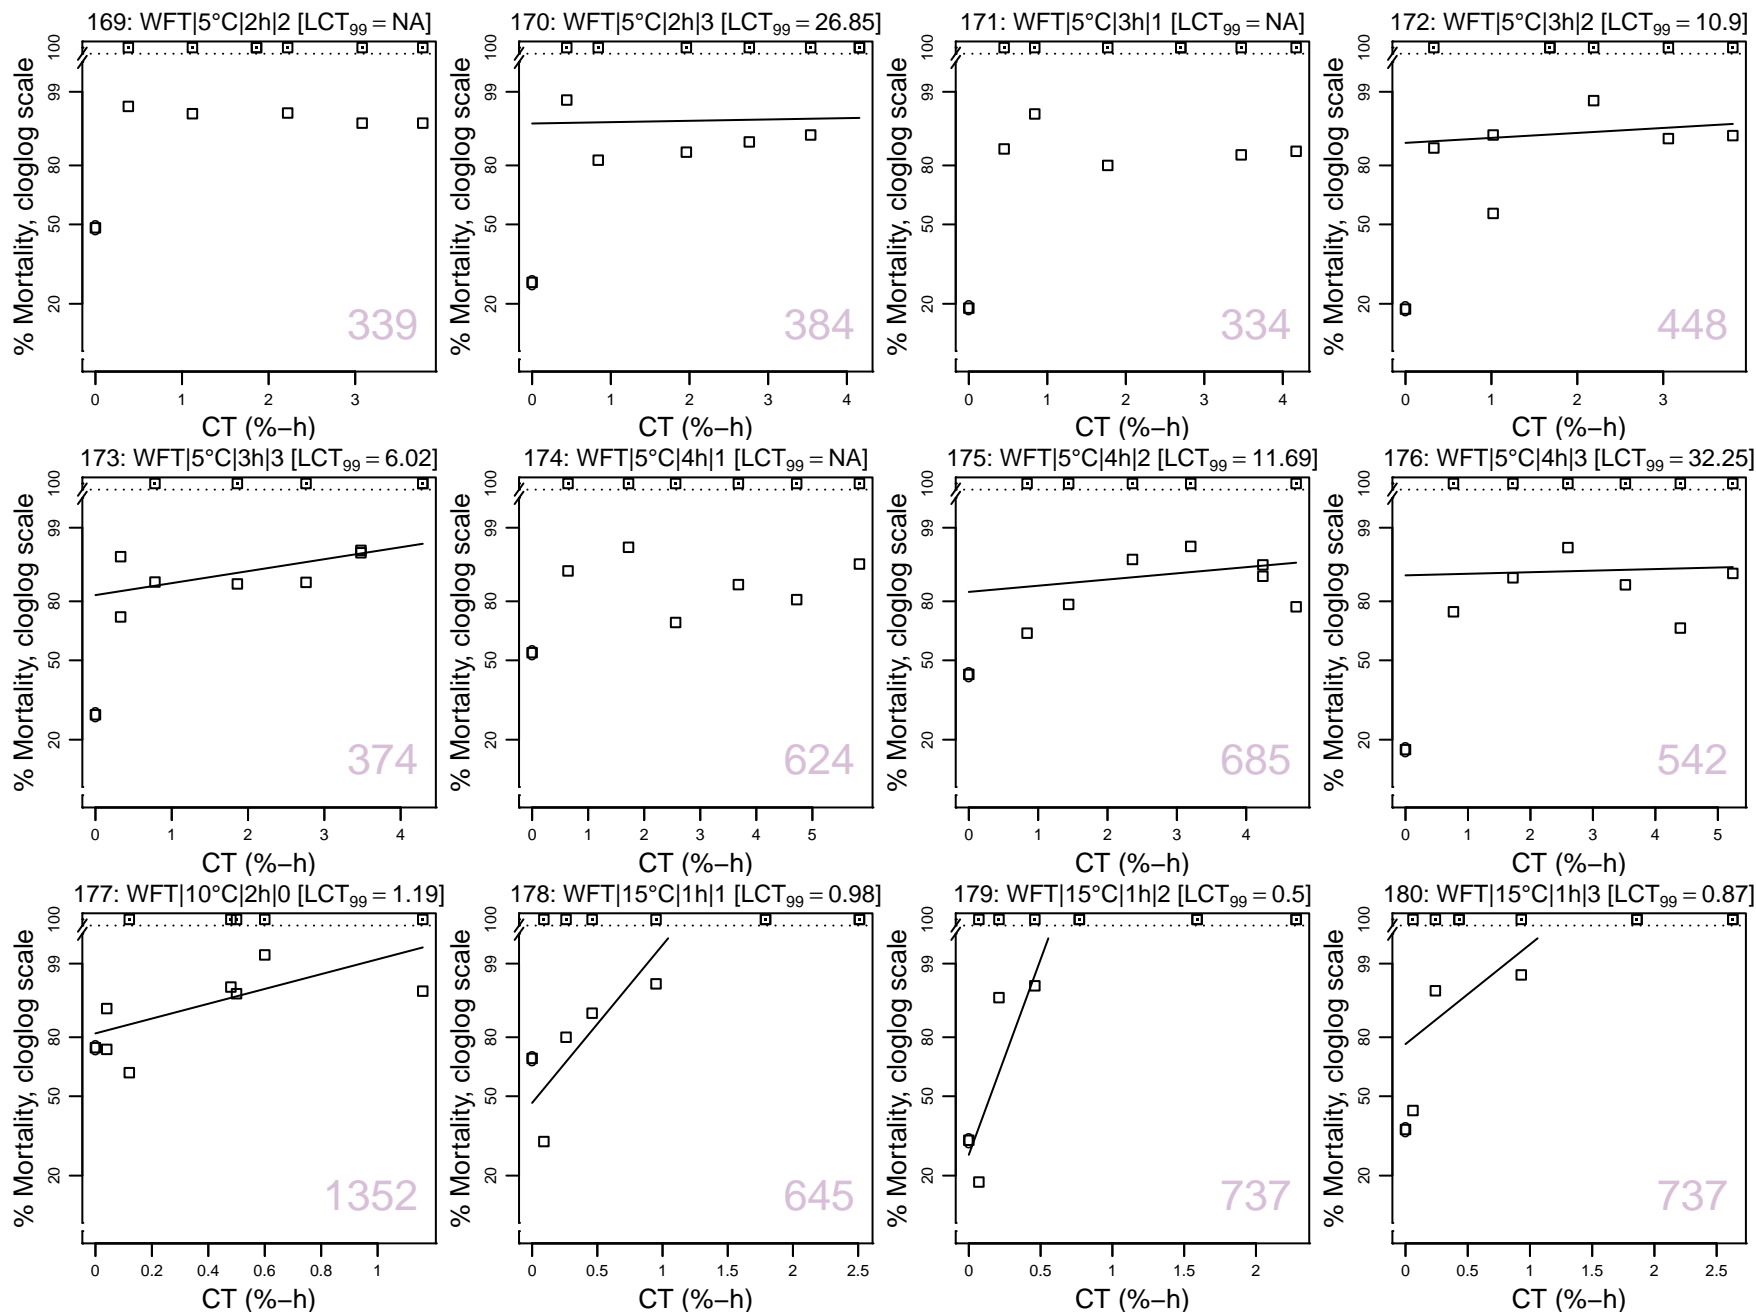 169: WFT|5°C|2h|2 [LCT99 = NA]
% Mortality, cloglog scale
20 50 80 99 100
339
0 1 2 3
CT (%−h)
170: WFT|5°C|2h|3 [LCT99 = 26.85]
% Mortality, cloglog scale
20 50 80 99 100
384
0 1 2 3 4
CT (%−h)
171: WFT|5°C|3h|1 [LCT99 = NA]
% Mortality, cloglog scale
20 50 80 99 100
334
0 1 2 3 4
CT (%−h)
172: WFT|5°C|3h|2 [LCT99 = 10.9]
% Mortality, cloglog scale
20 50 80 99 100
448
0 1 2 3
CT (%−h)
173: WFT|5°C|3h|3 [LCT99 = 6.02]
% Mortality, cloglog scale
20 50 80 99 100
374
0 1 2 3 4
CT (%−h)
174: WFT|5°C|4h|1 [LCT99 = NA]
% Mortality, cloglog scale
20 50 80 99 100
624
0 1 2 3 4 5
CT (%−h)
175: WFT|5°C|4h|2 [LCT99 = 11.69]
% Mortality, cloglog scale
20 50 80 99 100
685
0 1 2 3 4
CT (%−h)
176: WFT|5°C|4h|3 [LCT99 = 32.25]
% Mortality, cloglog scale
20 50 80 99 100
542
0 1 2 3 4 5
CT (%−h)
177: WFT|10°C|2h|0 [LCT99 = 1.19]
% Mortality, cloglog scale
20 50 80 99 100
1352
0 0.2 0.4 0.6 0.8 1
CT (%−h)
178: WFT|15°C|1h|1 [LCT99 = 0.98]
% Mortality, cloglog scale
20 50 80 99 100
645
0 0.5 1 1.5 2 2.5
CT (%−h)
179: WFT|15°C|1h|2 [LCT99 = 0.5]
% Mortality, cloglog scale
20 50 80 99 100
737
0 0.5 1 1.5 2
CT (%−h)
180: WFT|15°C|1h|3 [LCT99 = 0.87]
% Mortality, cloglog scale
20 50 80 99 100
737
0 0.5 1 1.5 2 2.5
CT (%−h)